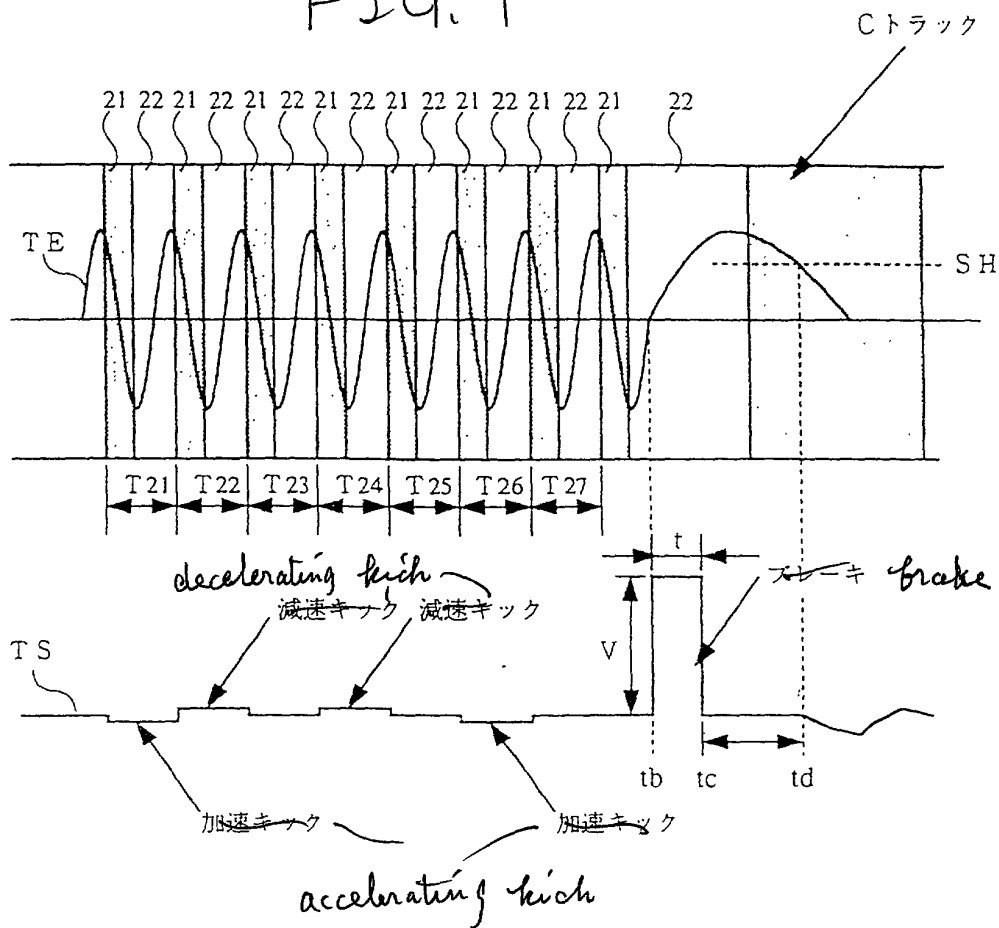 FIG. 1
Cトラック
21 22 21 22 21 22 21 22 21 22 21 22 21 22 21 22
TE
SH
T21 T22 T23 T24 T25 T26 T27
t
decelerating kich
ブレーキ brake
減速キック 減速キック
V
TS
tb tc td
加速キック 加速キック
accelerating kich